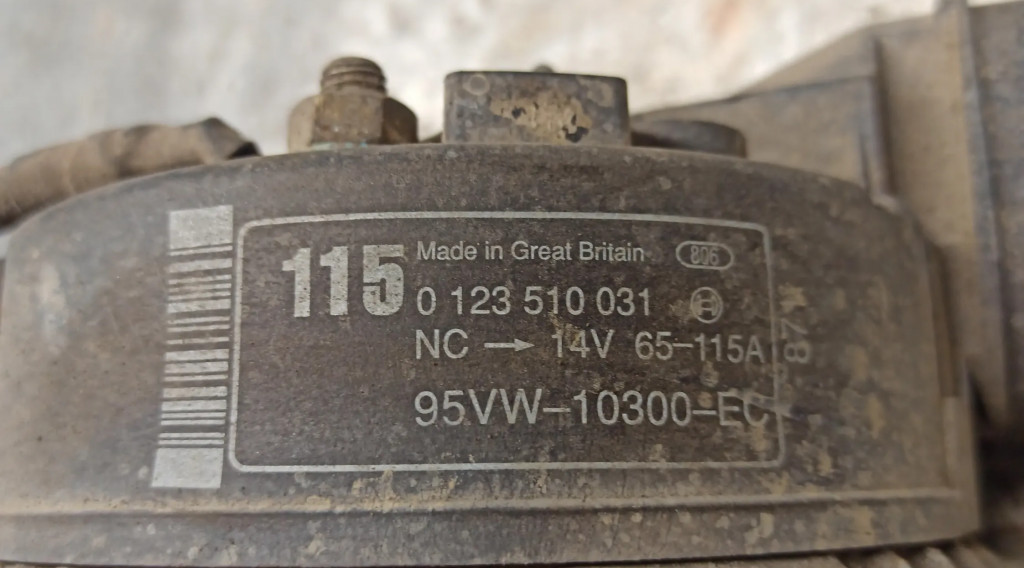 115
Made in Great Britain 806
0 123 510 031
NC → 14V 65-115A
95VW-10300-EC